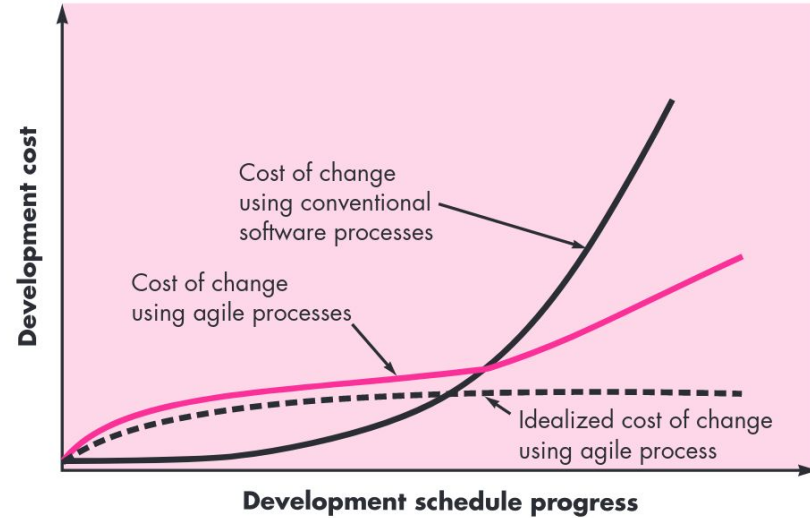 Development cost
Cost of change
using conventional
software processes
Cost of change
using agile processes
Idealized cost of change
using agile process
Development schedule progress